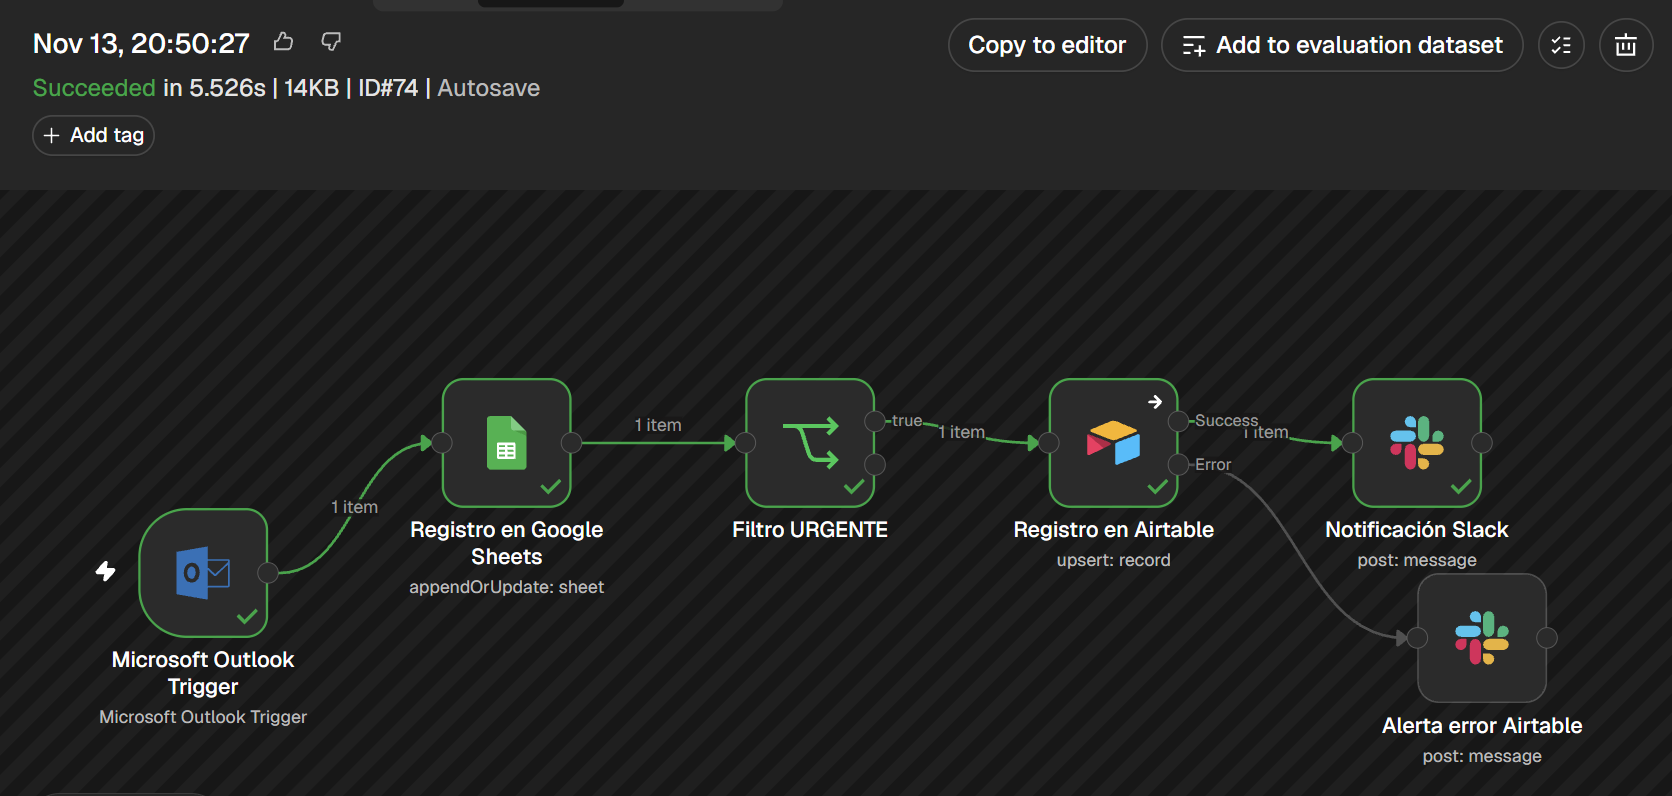 Nov 13, 20:50:27
Copy to editor
Add to evaluation dataset
Succeeded in 5.526s | 14KB | ID#74 | Autosave
+ Add tag
1 item
1 item
true
1 item
Success
1 item
Error
Registro en Google
Sheets
appendOrUpdate: sheet
Filtro URGENTE
Registro en Airtable
upsert: record
Notificación Slack
post: message
Microsoft Outlook
Trigger
Microsoft Outlook Trigger
Alerta error Airtable
post: message